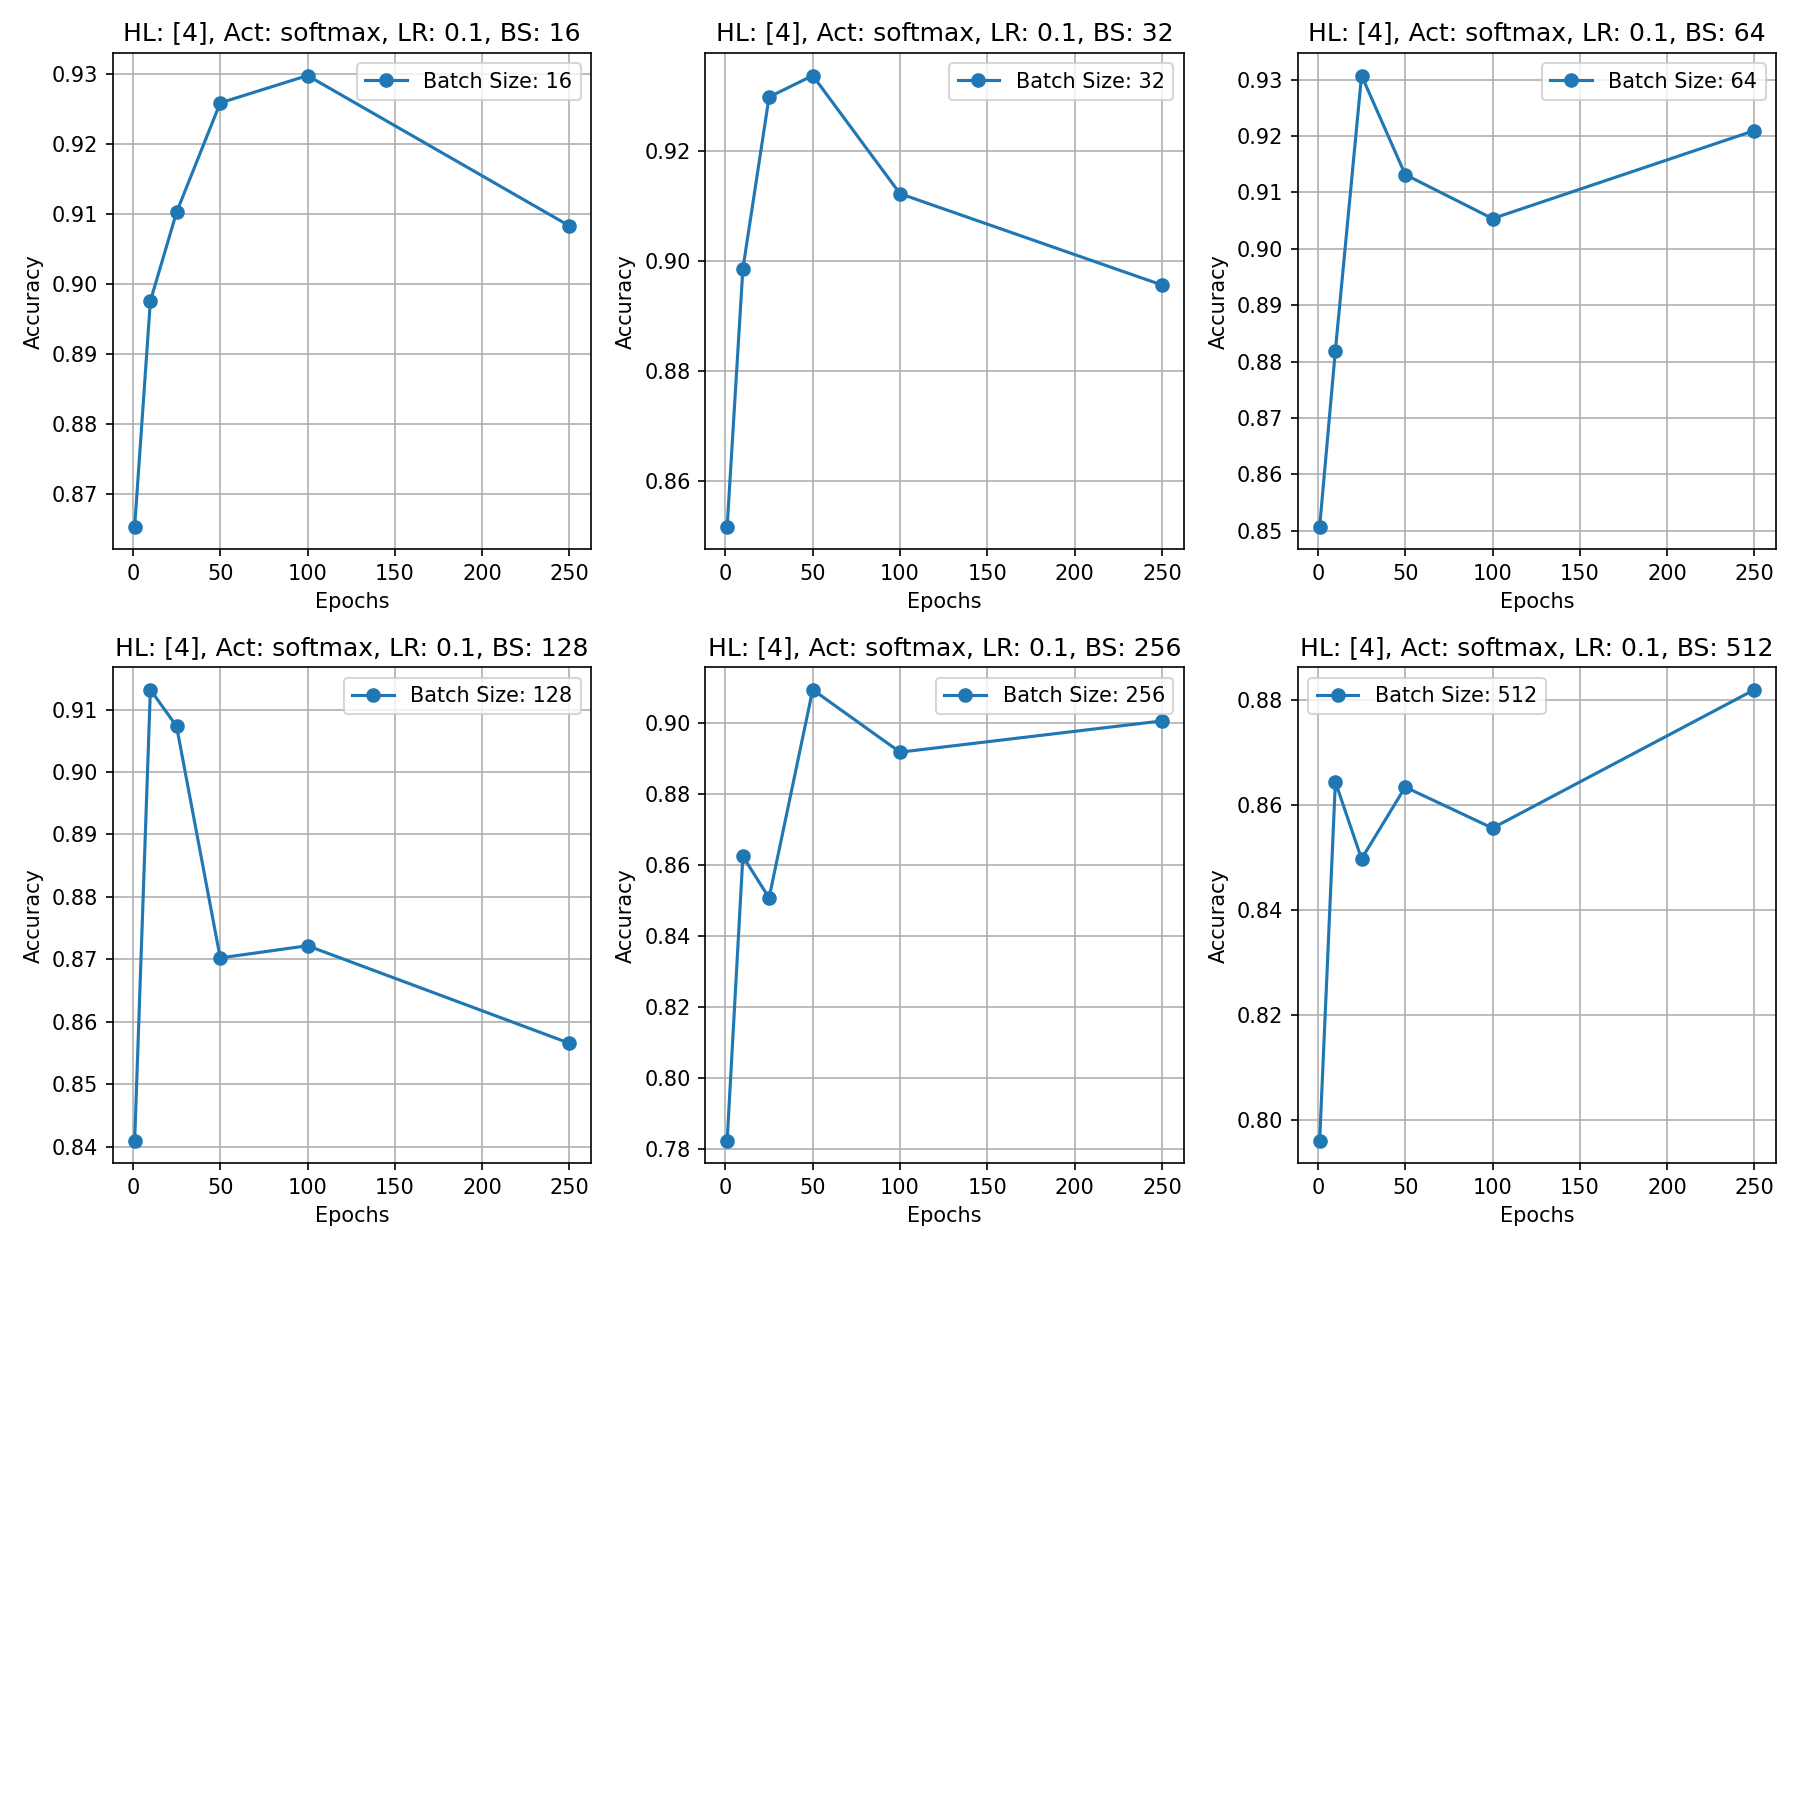 HL: [4], Act: softmax, LR: 0.1, BS: 16
Batch Size: 16
0.93
0.92
0.91
0.90
0.89
0.88
0.87
Accuracy
0 50 100 150 200 250
Epochs
HL: [4], Act: softmax, LR: 0.1, BS: 32
Batch Size: 32
0.92
0.90
0.88
0.86
Accuracy
0 50 100 150 200 250
Epochs
HL: [4], Act: softmax, LR: 0.1, BS: 64
Batch Size: 64
0.93
0.92
0.91
0.90
0.89
0.88
0.87
0.86
0.85
Accuracy
0 50 100 150 200 250
Epochs
HL: [4], Act: softmax, LR: 0.1, BS: 128
Batch Size: 128
0.91
0.90
0.89
0.88
0.87
0.86
0.85
0.84
Accuracy
0 50 100 150 200 250
Epochs
HL: [4], Act: softmax, LR: 0.1, BS: 256
Batch Size: 256
0.90
0.88
0.86
0.84
0.82
0.80
0.78
Accuracy
0 50 100 150 200 250
Epochs
HL: [4], Act: softmax, LR: 0.1, BS: 512
Batch Size: 512
0.88
0.86
0.84
0.82
0.80
Accuracy
0 50 100 150 200 250
Epochs